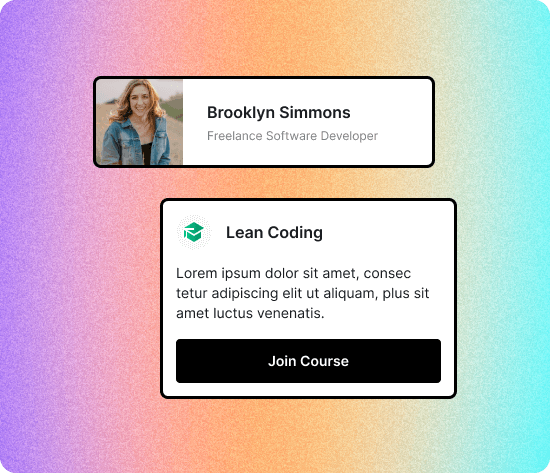 Brooklyn Simmons
Freelance Software Developer
Lean Coding
Lorem ipsum dolor sit amet, consec
tetur adipiscing elit ut aliquam, plus sit
amet luctus venenatis.
Join Course